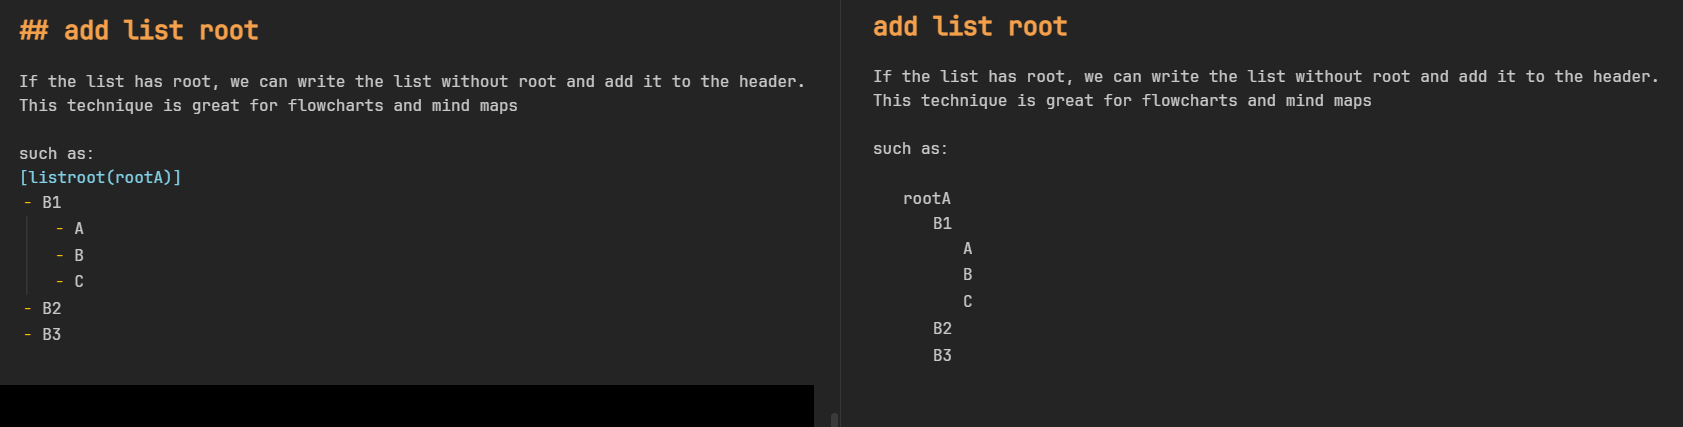 ## add list root
If the list has root, we can write the list without root and add it to the header.
This technique is great for flowcharts and mind maps
such as:
[listroot(rootA)]
- B1
- A
- B
- C
- B2
- B3
add list root
If the list has root, we can write the list without root and add it to the header.
This technique is great for flowcharts and mind maps
such as:
rootA
B1
A
B
C
B2
B3